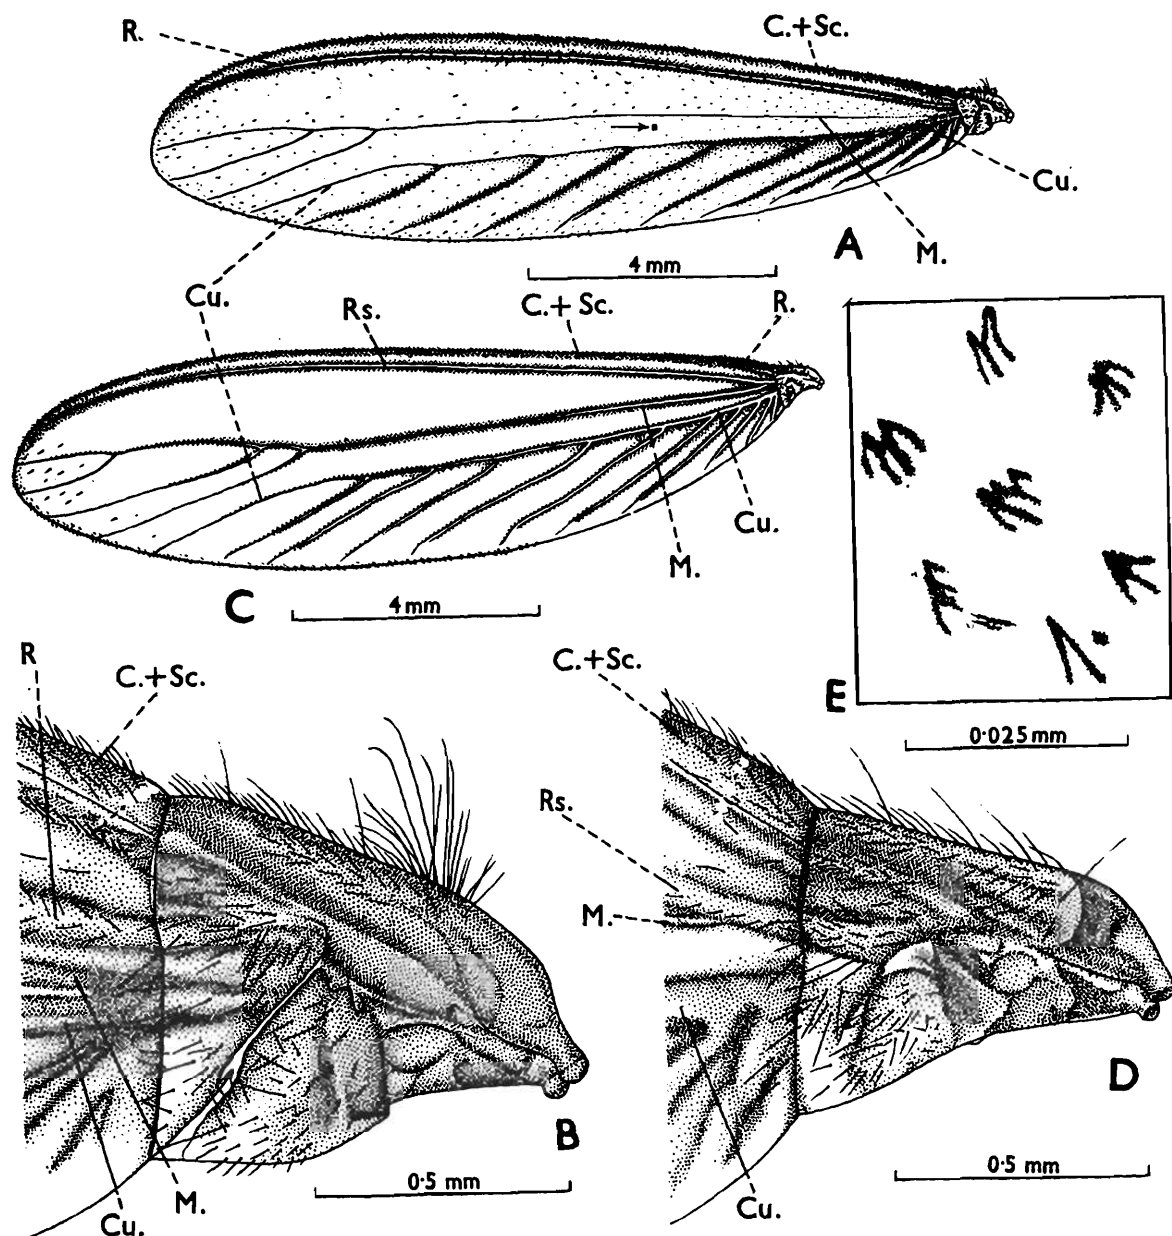 R.
C.+Sc.
Cu.
A
M.
4 mm
Cu.
Rs.
C.+ Sc.
R.
Cu.
M.
C
4 mm
E
0·025 mm
R
C.+Sc.
B
0·5 mm
M.
Cu.
C.+Sc.
Rs.
M.
D
0·5 mm
Cu.